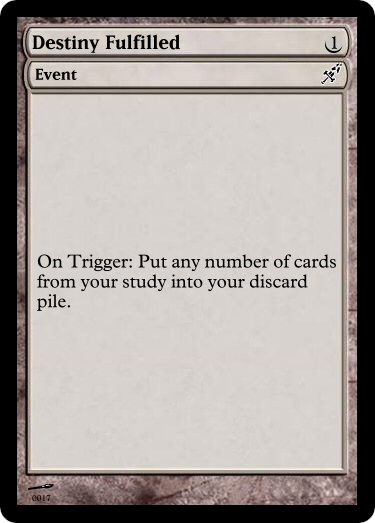 Destiny Fulfilled 1
Event
On Trigger: Put any number of cards
from your study into your discard
pile.
0017